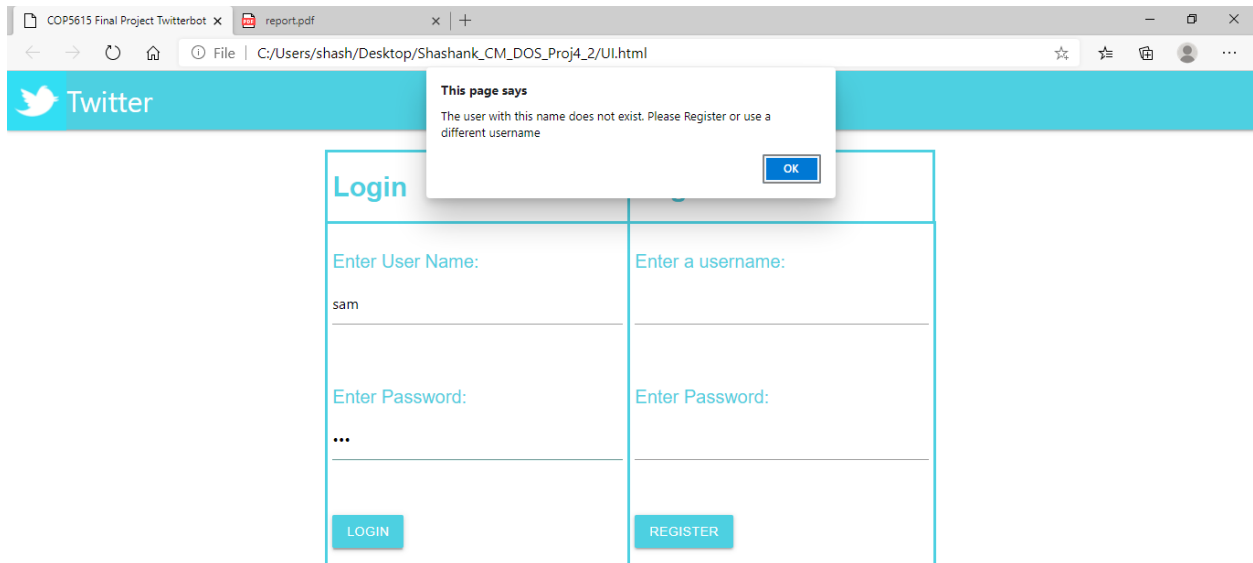 COP5615 Final Project Twitterbot
report.pdf
File | C:/Users/shash/Desktop/Shashank_CM_DOS_Proj4_2/UI.html
Twitter
This page says
The user with this name does not exist. Please Register or use a
different username
OK
Login
Enter User Name:
sam
Enter Password:
•••
LOGIN
Enter a username:
Enter Password:
REGISTER